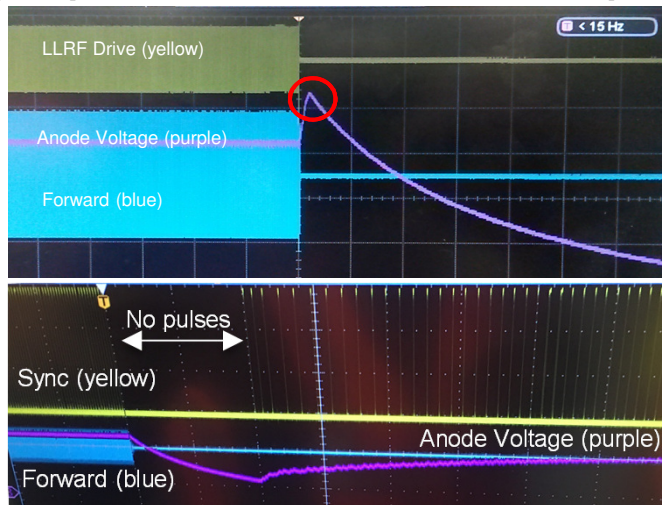 T < 15 Hz
LLRF Drive (yellow)
Anode Voltage (purple)
Forward (blue)
T
No pulses
Sync (yellow)
Anode Voltage (purple)
Forward (blue)